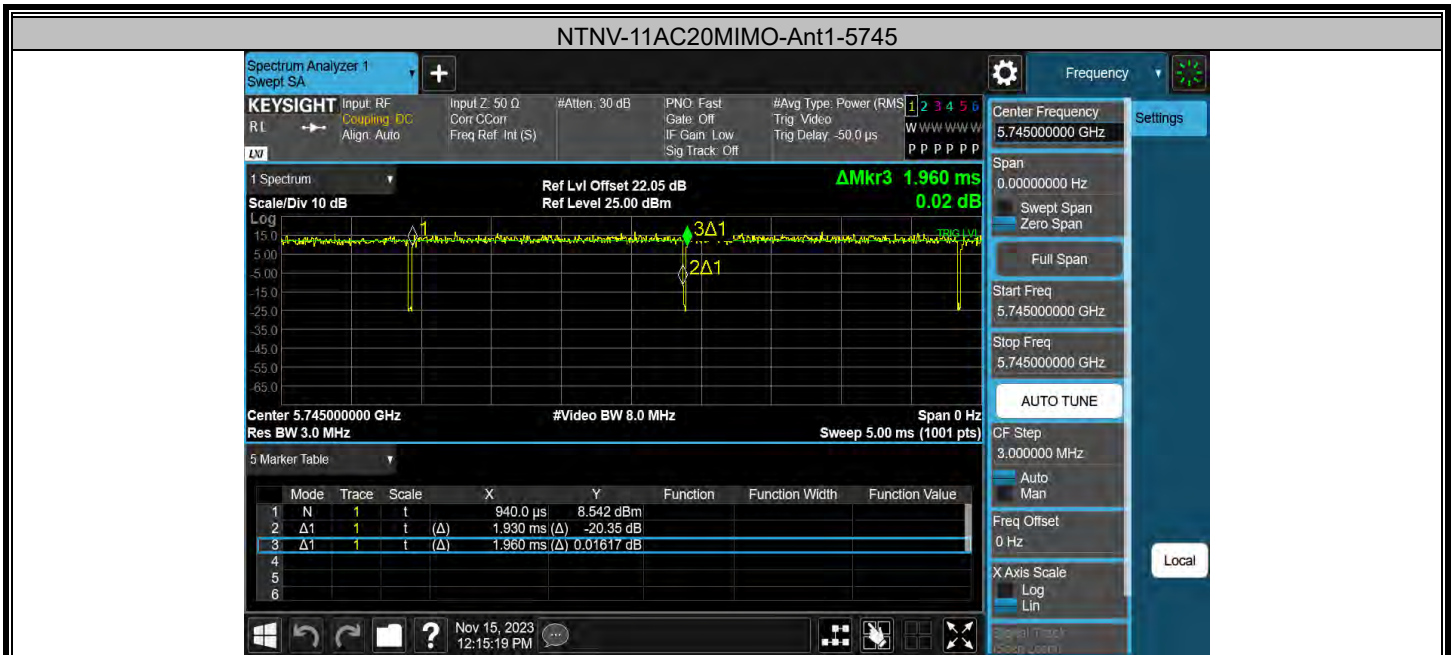 NTNV-11AC20MIMO-Ant1-5745
Spectrum Analyzer 1
Swept SA
+
Frequency
KEYSIGHT
RL
LXI
Input: RF
Coupling: DC
Align: Auto
Input Z: 50 Ω
Corr CCorr
Freq Ref: Int (S)
#Atten: 30 dB
PNO: Fast
Gate: Off
IF Gain: Low
Sig Track: Off
#Avg Type: Power (RMS
Trig: Video
Trig Delay: -50.0 µs
1 2 3 4 5 6
W W W W W W
P P P P P P
1 Spectrum
Scale/Div 10 dB
Ref Lvl Offset 22.05 dB
Ref Level 25.00 dBm
ΔMkr3 1.960 ms
0.02 dB
Log
15.0
5.00
-5.00
-15.0
-25.0
-35.0
-45.0
-55.0
-65.0
1
3Δ1
2Δ1
TRIG LVL
Center 5.745000000 GHz
Res BW 3.0 MHz
#Video BW 8.0 MHz
Span 0 Hz
Sweep 5.00 ms (1001 pts)
5 Marker Table
Mode Trace Scale X Y Function Function Width Function Value
1 N 1 t 940.0 µs 8.542 dBm
2 Δ1 1 t (Δ) 1.930 ms (Δ) -20.35 dB
3 Δ1 1 t (Δ) 1.960 ms (Δ) 0.01617 dB
4
5
6
?
Nov 15, 2023
12:15:19 PM
Center Frequency
5.745000000 GHz
Span
0.00000000 Hz
Swept Span
Zero Span
Full Span
Start Freq
5.745000000 GHz
Stop Freq
5.745000000 GHz
AUTO TUNE
CF Step
3.000000 MHz
Auto
Man
Freq Offset
0 Hz
X Axis Scale
Log
Lin
Signal Track
(Span Zoom)
Settings
Local